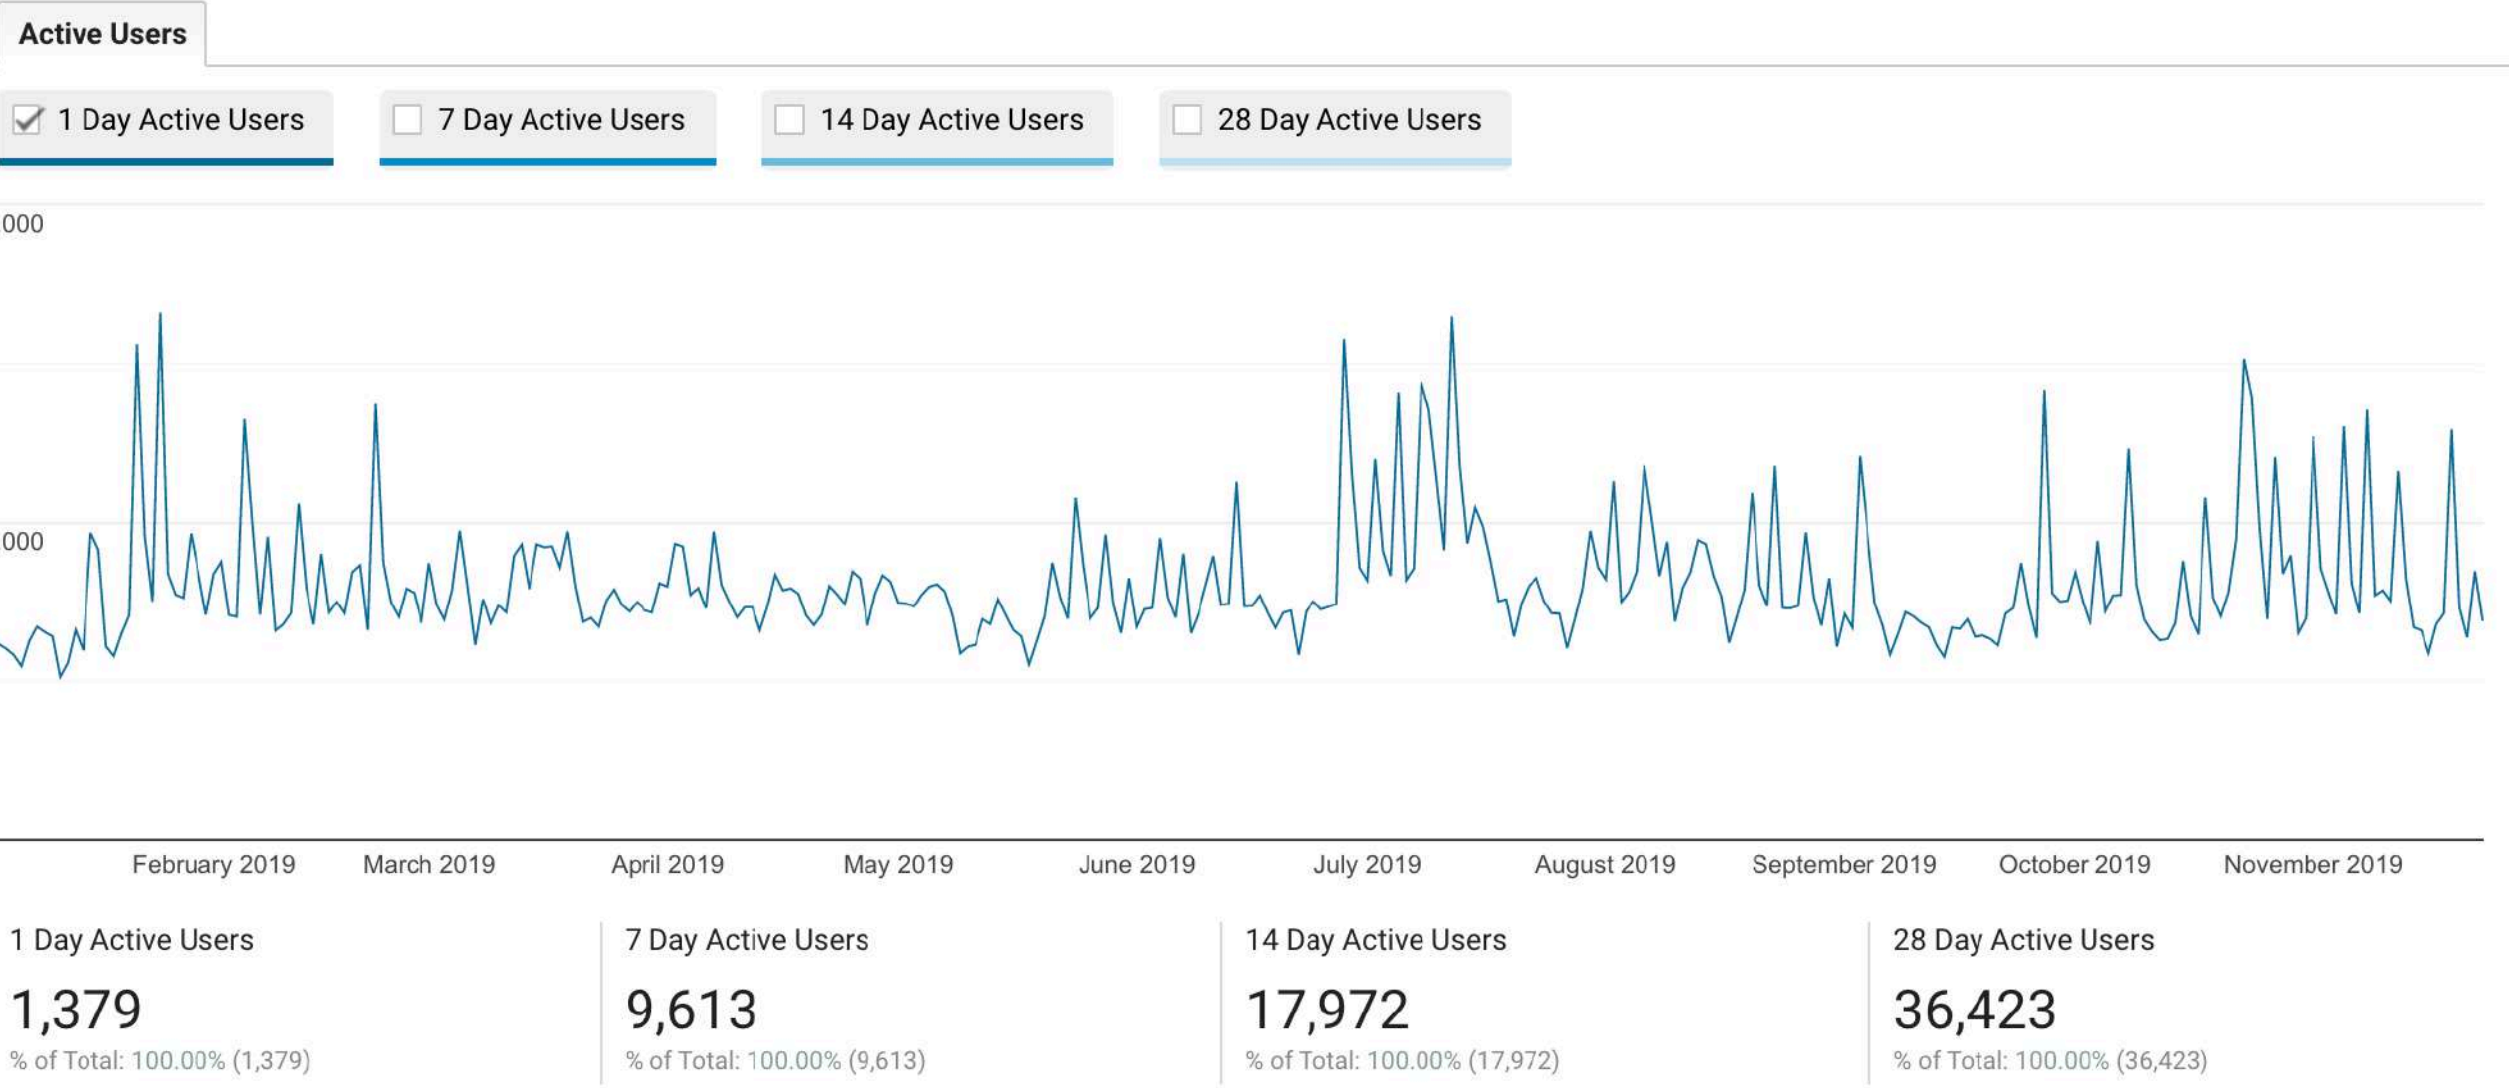 Active Users
1 Day Active Users
7 Day Active Users
14 Day Active Users
28 Day Active Users
000
000
February 2019
March 2019
April 2019
May 2019
June 2019
July 2019
August 2019
September 2019
October 2019
November 2019
1 Day Active Users
1,379
% of Total: 100.00% (1,379)
7 Day Active Users
9,613
% of Total: 100.00% (9,613)
14 Day Active Users
17,972
% of Total: 100.00% (17,972)
28 Day Active Users
36,423
% of Total: 100.00% (36,423)